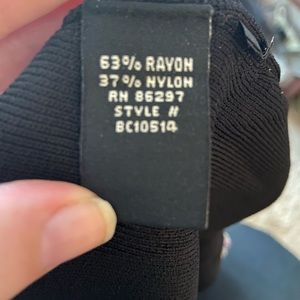 63% RAYON
37% NYLON
RN 86297
STYLE #
BC10514